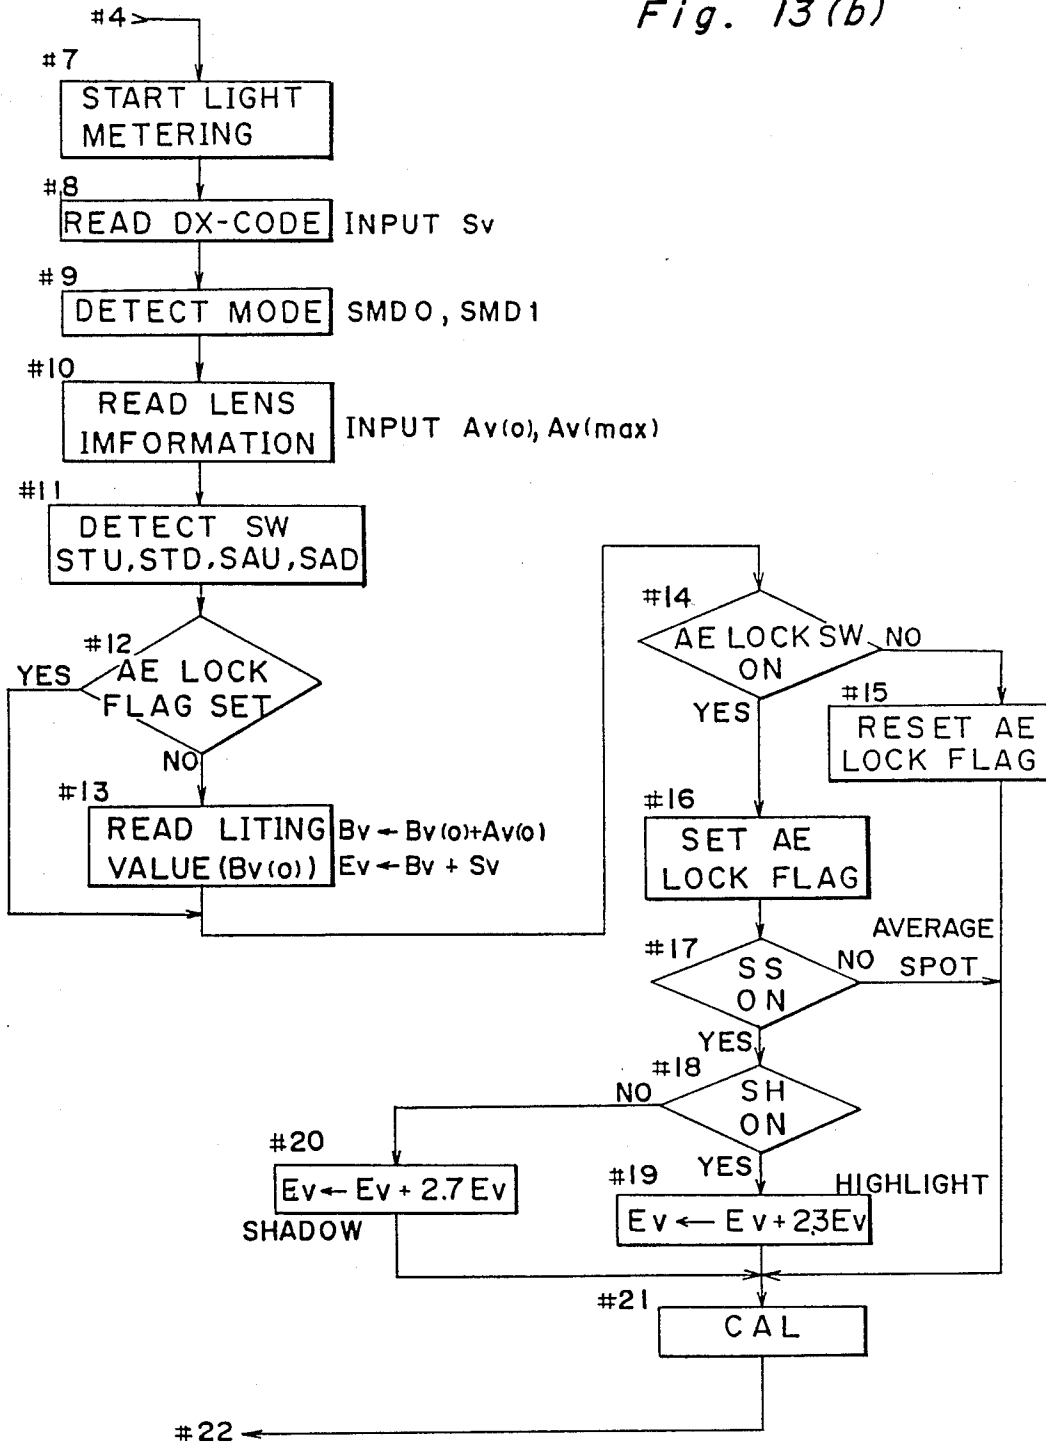 Fig. 13(b)
#4
#7
START LIGHT
METERING
#8
READ DX-CODE
INPUT Sv
#9
DETECT MODE
SMD0, SMD1
#10
READ LENS
IMFORMATION
INPUT Av(o), Av(max)
#11
DETECT SW
STU, STD, SAU, SAD
#12
AE LOCK
FLAG SET
YES
NO
#13
READ LITING
VALUE (Bv(o))
Bv ← Bv(o)+Av(o)
Ev ← Bv + Sv
#14
AE LOCK SW
ON
NO
YES
#15
RESET AE
LOCK FLAG
#16
SET AE
LOCK FLAG
#17
SS
ON
NO
AVERAGE
SPOT
YES
#18
SH
ON
NO
YES
#20
Ev ← Ev + 2.7 Ev
SHADOW
#19
HIGHLIGHT
Ev ← Ev + 2.3Ev
#21
CAL
#22